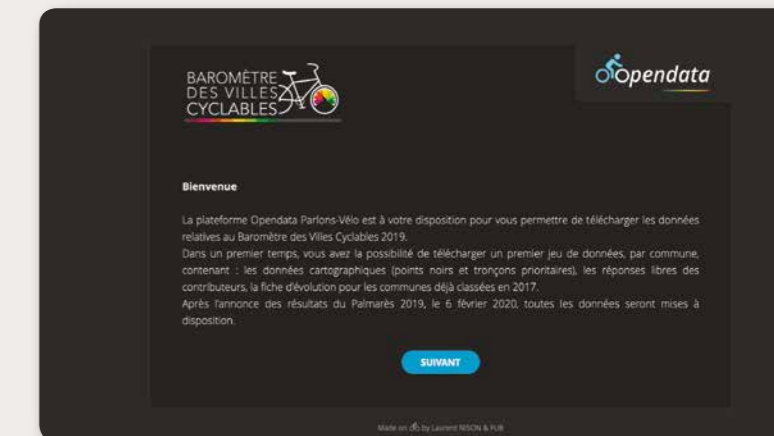 BAROMÈTRE
DES VILLES
CYCLABLES
opendata
Bienvenue
La plateforme Opendata Parlons-Vélo est à votre disposition pour vous permettre de télécharger les données
relatives au Baromètre des Villes Cyclables 2019.
Dans un premier temps, vous avez la possibilité de télécharger un premier jeu de données, par commune,
contenant : les données cartographiques (points noirs et tronçons prioritaires), les réponses libres des
contributeurs, la fiche d'évolution pour les communes déjà classées en 2017.
Après l'annonce des résultats du Palmarès 2019, le 6 février 2020, toutes les données seront mises à
disposition.
SUIVANT
Made on by Laurent RISON & FUB